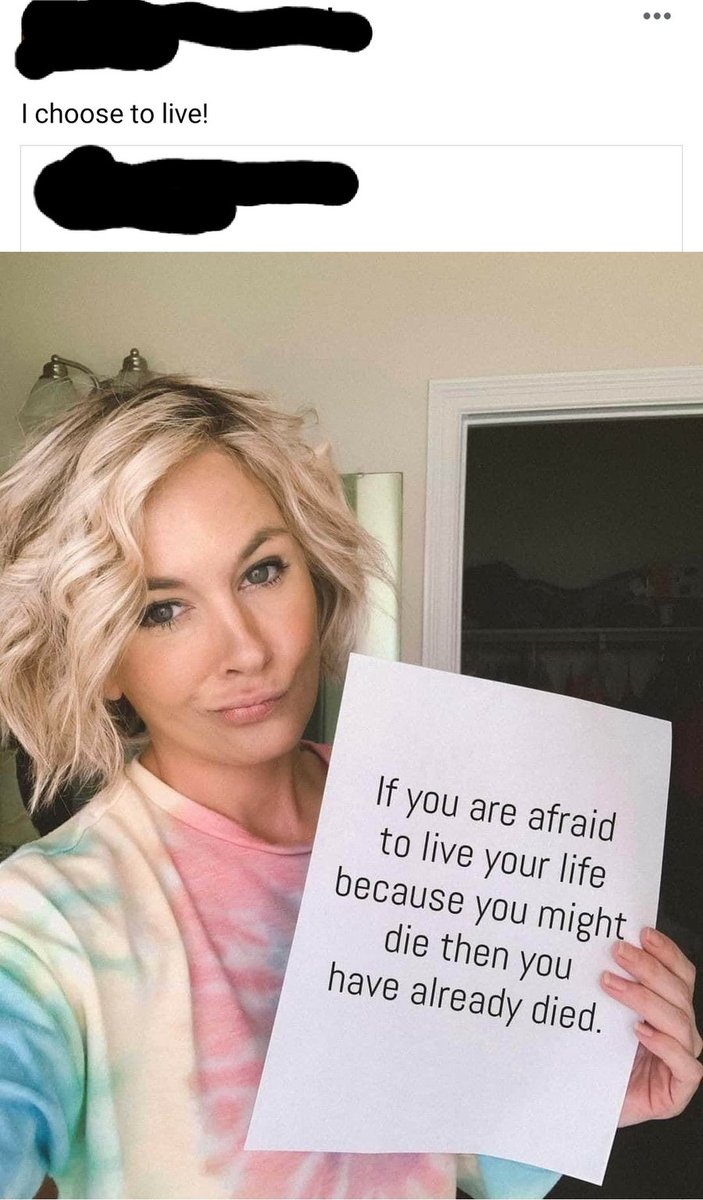 I choose to live!
If you are afraid
to live your life
because you might
die then you
have already died.